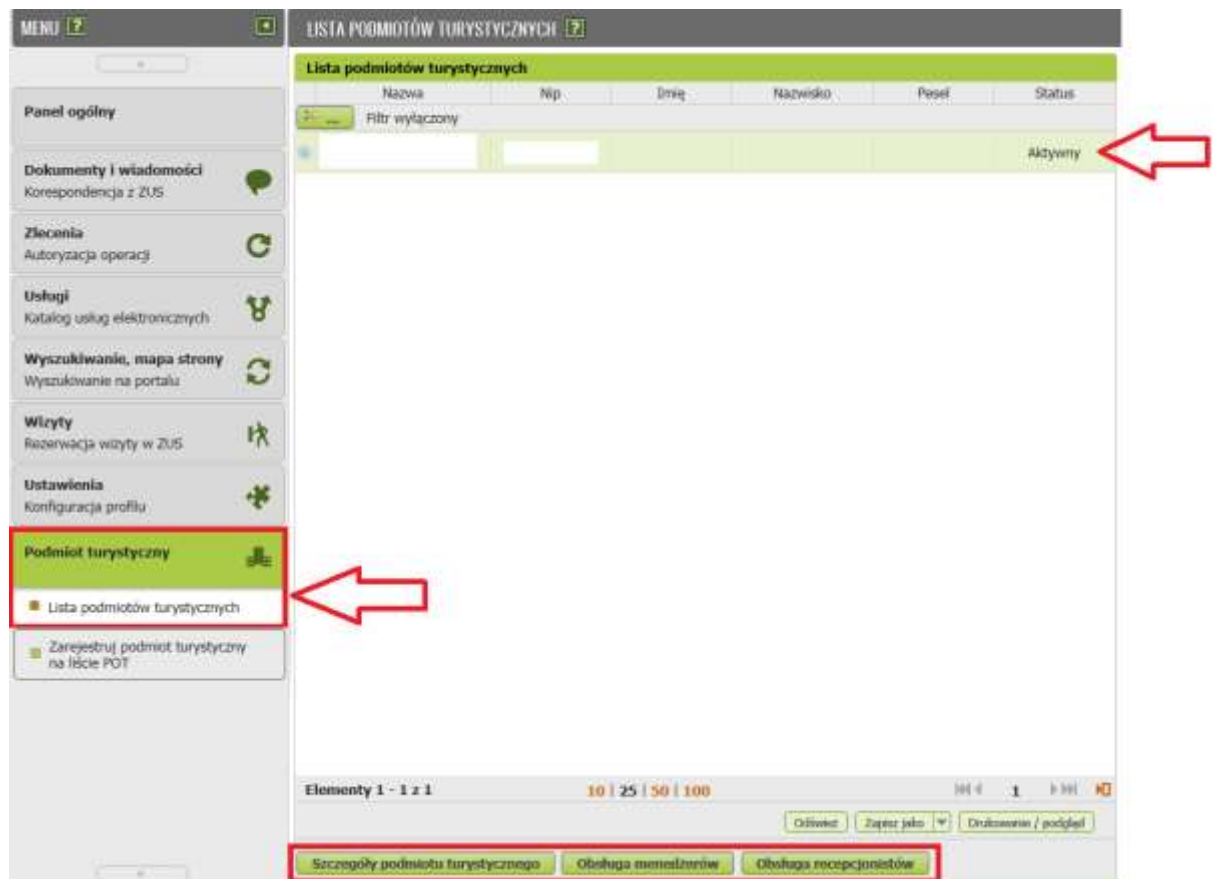 MENU ?
LISTA PODMIOTÓW TURYSTYCZNYCH ?
Lista podmiotów turystycznych
Nazwa Nip Imię Nazwisko Pesel Status
Filtr wyłączony
Aktywny
Panel ogólny
Dokumenty i wiadomości
Korespondencja z ZUS
Zlecenia
Autoryzacja operacji
Usługi
Katalog usług elektronicznych
Wyszukiwanie, mapa strony
Wyszukiwanie na portalu
Wizyty
Rezerwacja wizyty w ZUS
Ustawienia
Konfiguracja profilu
Podmiot turystyczny
Lista podmiotów turystycznych
Zarejestruj podmiot turystyczny
na liście POT
Elementy 1 - 1 z 1 10 | 25 | 50 | 100 1
Odśwież Zapisz jako Drukowanie / podgląd
Szczegóły podmiotu turystycznego Obsługa menedżerów Obsługa recepcjonistów